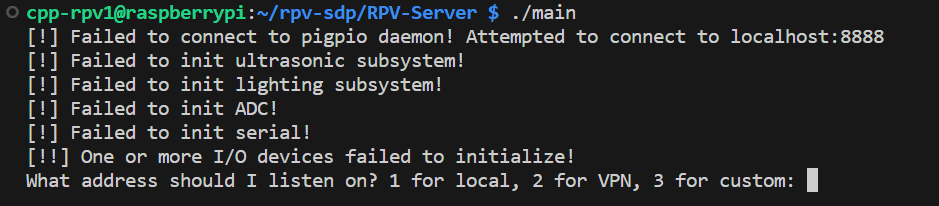 cpp-rpv1@raspberrypi:~/rpv-sdp/RPV-Server $ ./main
[!] Failed to connect to pigpio daemon! Attempted to connect to localhost:8888
[!] Failed to init ultrasonic subsystem!
[!] Failed to init lighting subsystem!
[!] Failed to init ADC!
[!] Failed to init serial!
[!!] One or more I/O devices failed to initialize!
What address should I listen on? 1 for local, 2 for VPN, 3 for custom: